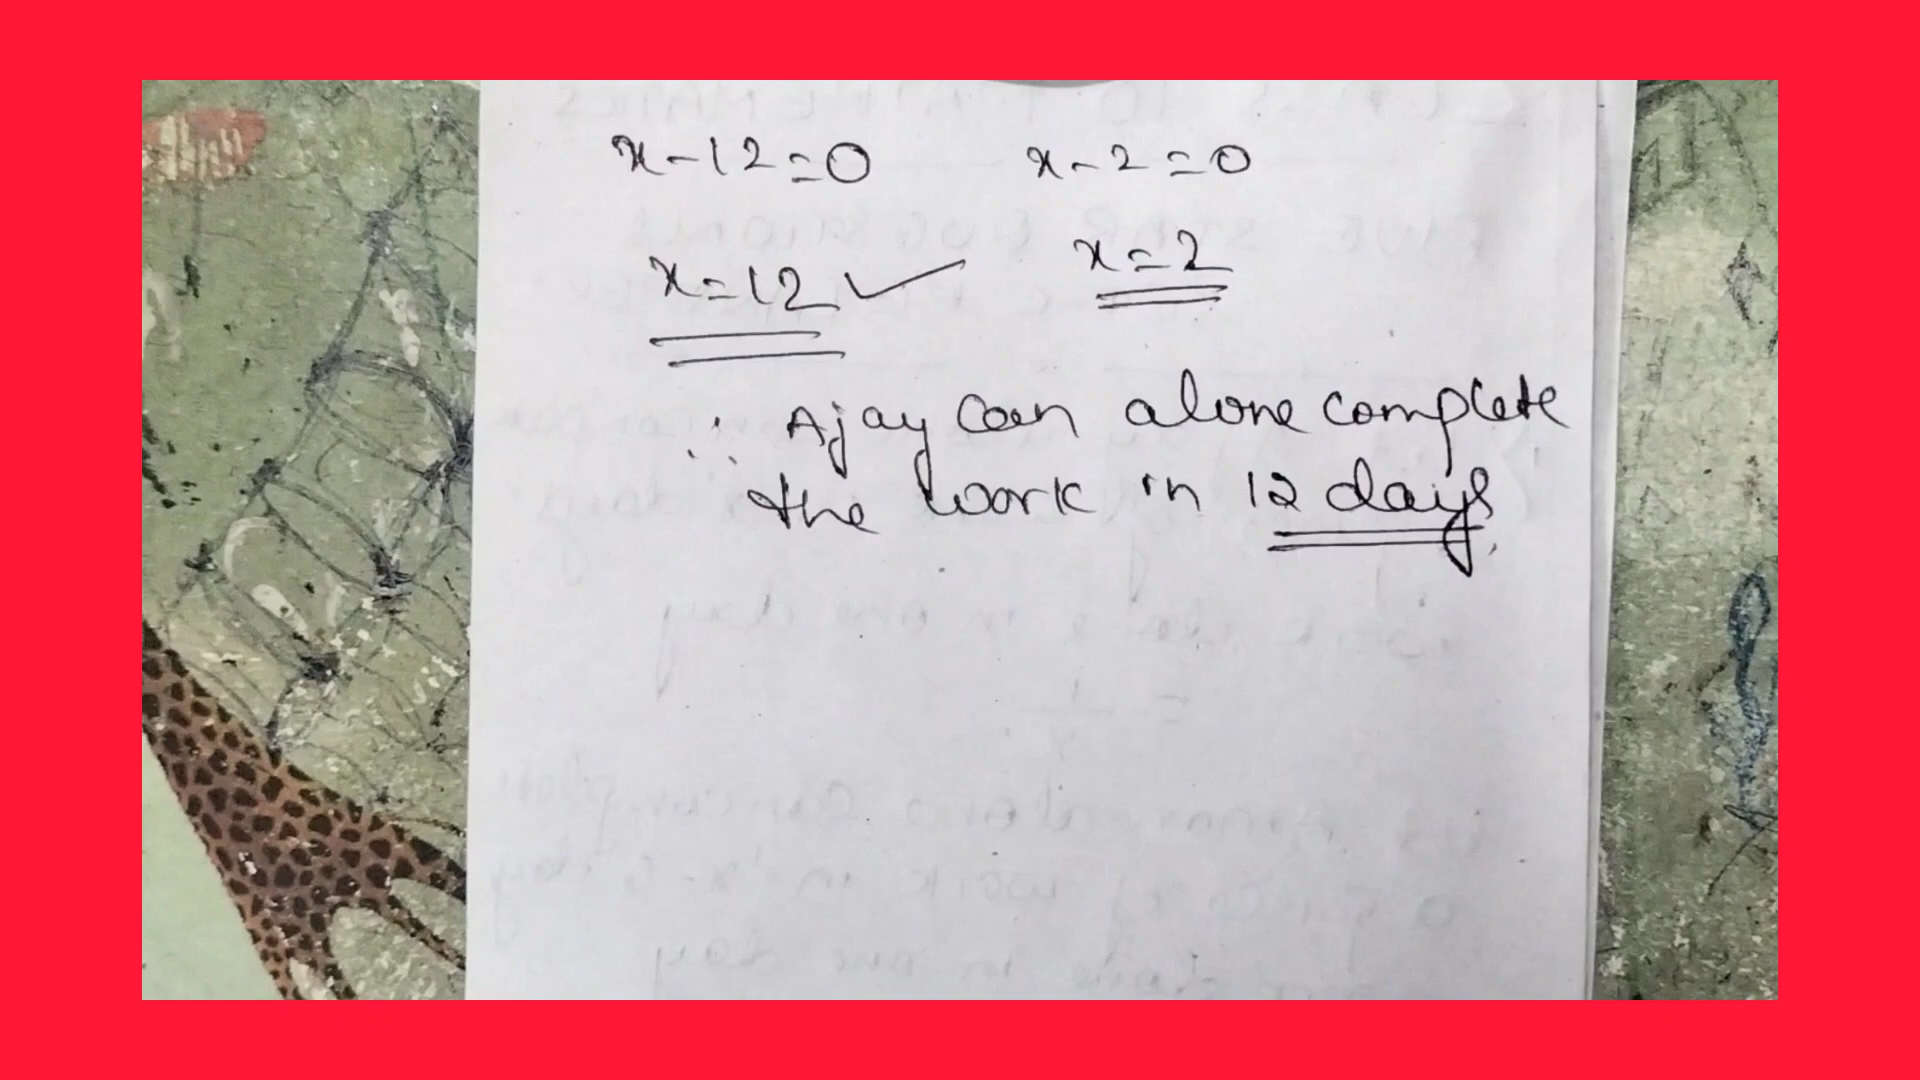 x-12=0 x-2=0
x=12 ✓ x=2
∴ Ajay can alone complete
the work in 12 days.